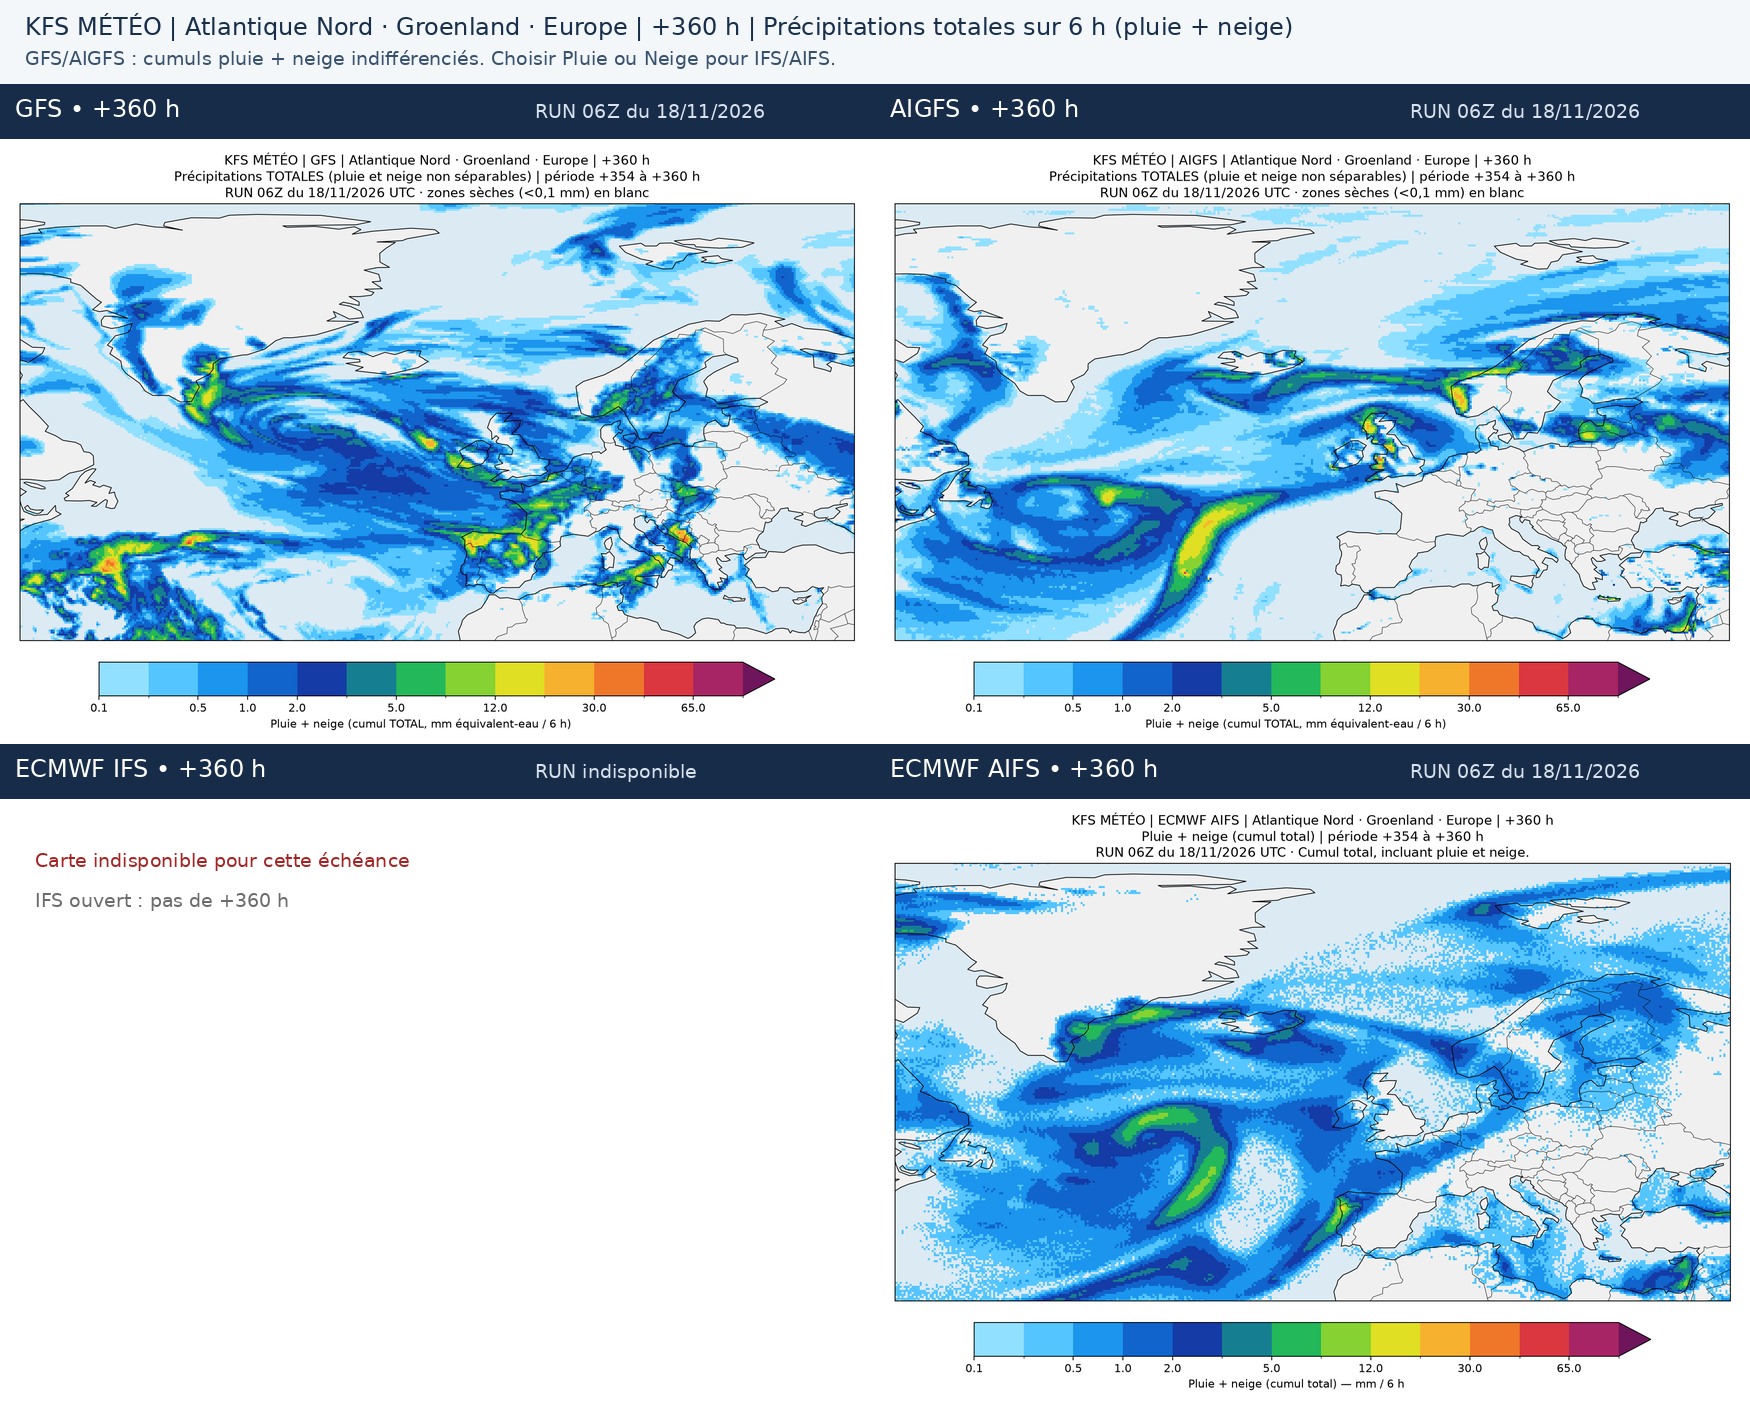 KFS MÉTÉO | Atlantique Nord · Groenland · Europe | +360 h | Précipitations totales sur 6 h (pluie + neige)
GFS/AIGFS : cumuls pluie + neige indifférenciés. Choisir Pluie ou Neige pour IFS/AIFS.
GFS • +360 h
RUN 06Z du 18/11/2026
AIGFS • +360 h
RUN 06Z du 18/11/2026
KFS MÉTÉO | GFS | Atlantique Nord · Groenland · Europe | +360 h
Précipitations TOTALES (pluie et neige non séparables) | période +354 à +360 h
RUN 06Z du 18/11/2026 UTC · zones sèches (<0,1 mm) en blanc
KFS MÉTÉO | AIGFS | Atlantique Nord · Groenland · Europe | +360 h
Précipitations TOTALES (pluie et neige non séparables) | période +354 à +360 h
RUN 06Z du 18/11/2026 UTC · zones sèches (<0,1 mm) en blanc
0.1 0.5 1.0 2.0 5.0 12.0 30.0 65.0
Pluie + neige (cumul TOTAL, mm équivalent-eau / 6 h)
0.1 0.5 1.0 2.0 5.0 12.0 30.0 65.0
Pluie + neige (cumul TOTAL, mm équivalent-eau / 6 h)
ECMWF IFS • +360 h
RUN indisponible
ECMWF AIFS • +360 h
RUN 06Z du 18/11/2026
Carte indisponible pour cette échéance
IFS ouvert : pas de +360 h
KFS MÉTÉO | ECMWF AIFS | Atlantique Nord · Groenland · Europe | +360 h
Pluie + neige (cumul total) | période +354 à +360 h
RUN 06Z du 18/11/2026 UTC · Cumul total, incluant pluie et neige.
0.1 0.5 1.0 2.0 5.0 12.0 30.0 65.0
Pluie + neige (cumul total) — mm / 6 h